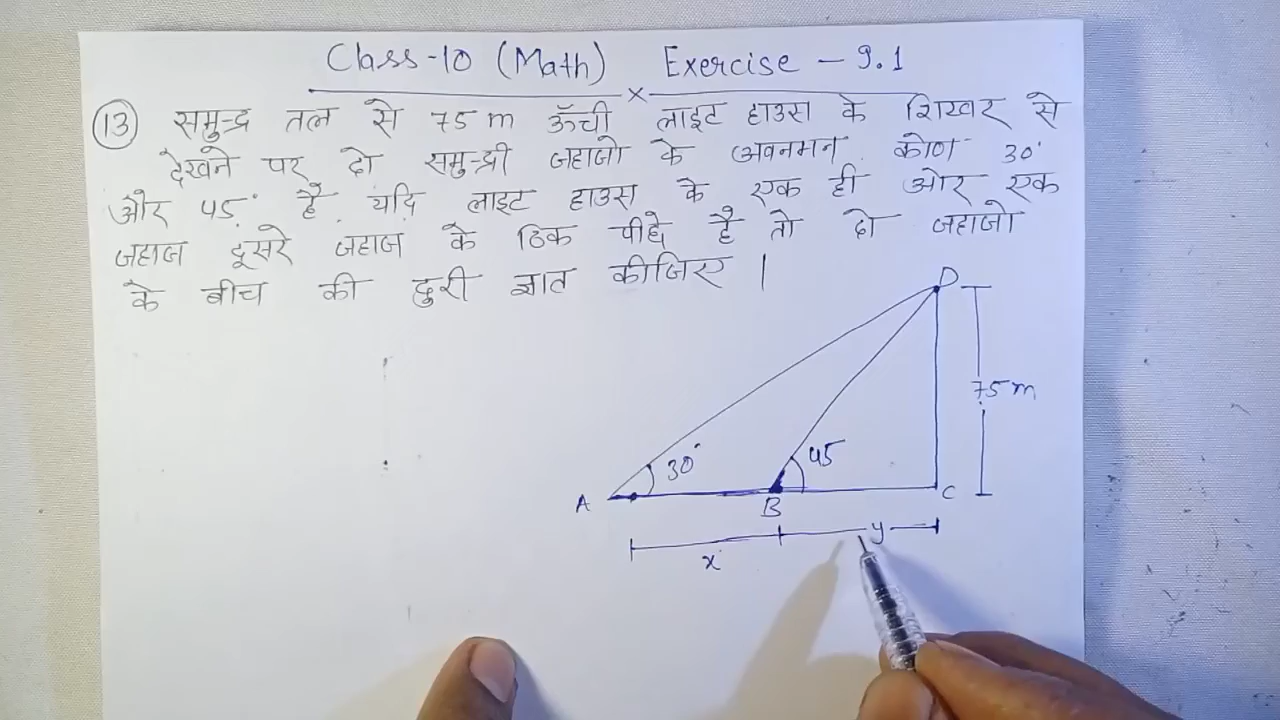 Class-10 (Math) Exercise - 9.1
×
(13) समुन्द्र तल से 75 m ऊँची लाइट हाउस के शिखर से
देखने पर दो समुन्द्री जहाजो के अवनमन कोण 30°
और 45° है यदि लाइट हाउस के एक ही ओर एक
जहाज दूसरे जहाज के ठिक पीछे है तो दो जहाजो
के बीच की दुरी ज्ञात कीजिए |
D
75 m
30°
45
A
B
C
x
y